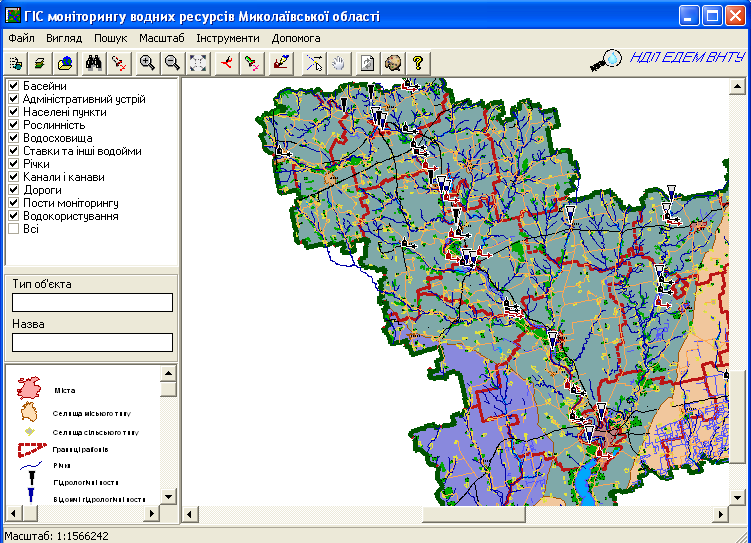 ГІС моніторингу водних ресурсів Миколаївської області
Файл Вигляд Пошук Масштаб Інструменти Допомога
НДЛ ЕДЕМ ВНТУ
Басейни
Адміністративний устрій
Населені пункти
Рослинність
Водосховища
Ставки та інші водойми
Річки
Канали і канави
Дороги
Пости моніторингу
Водокористування
Всі
Тип об'єкта
Назва
Міста
Селища міського типу
Селища сільського типу
Границі районів
Річки
Гідрологічні пости
Відомчі гідрологічні пости
Масштаб: 1:1566242